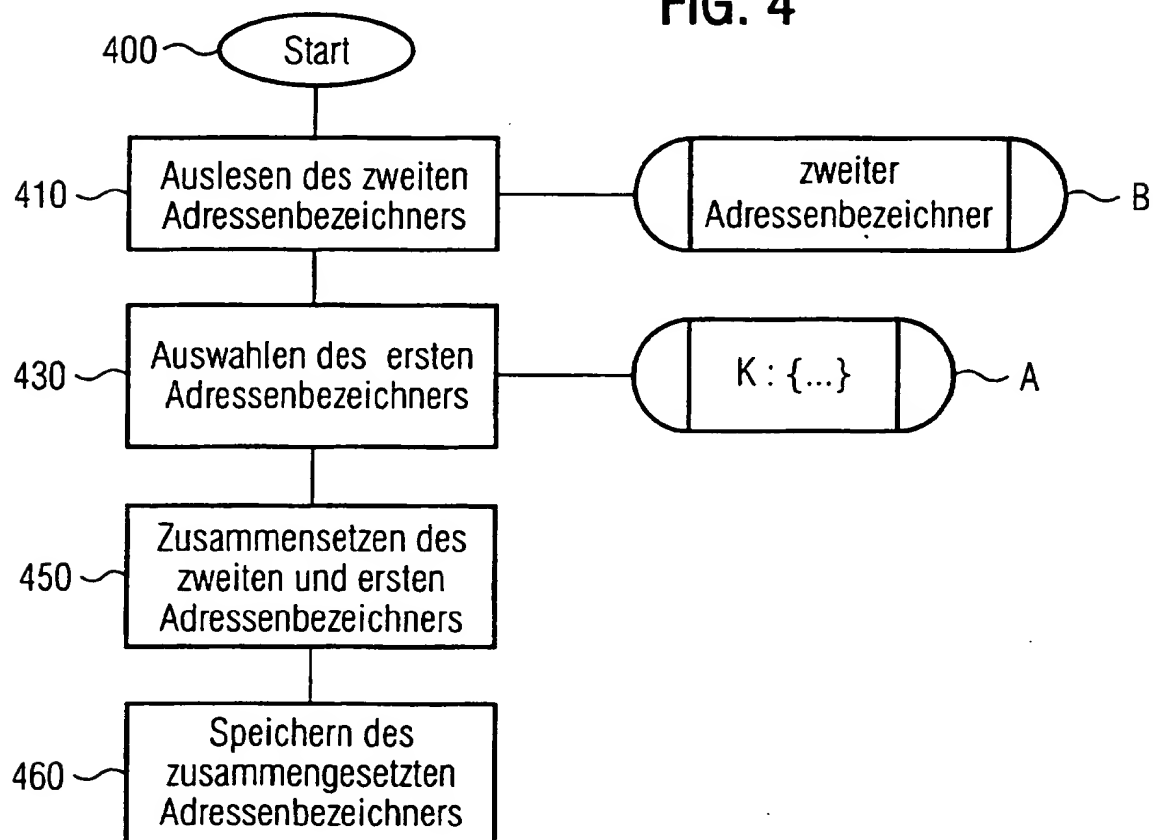 FIG. 4
400
Start
410
Auslesen des zweiten
Adressenbezeichners
zweiter
Adressenbezeichner
B
430
Auswahlen des ersten
Adressenbezeichners
K : {...}
A
450
Zusammensetzen des
zweiten und ersten
Adressenbezeichners
460
Speichern des
zusammengesetzten
Adressenbezeichners